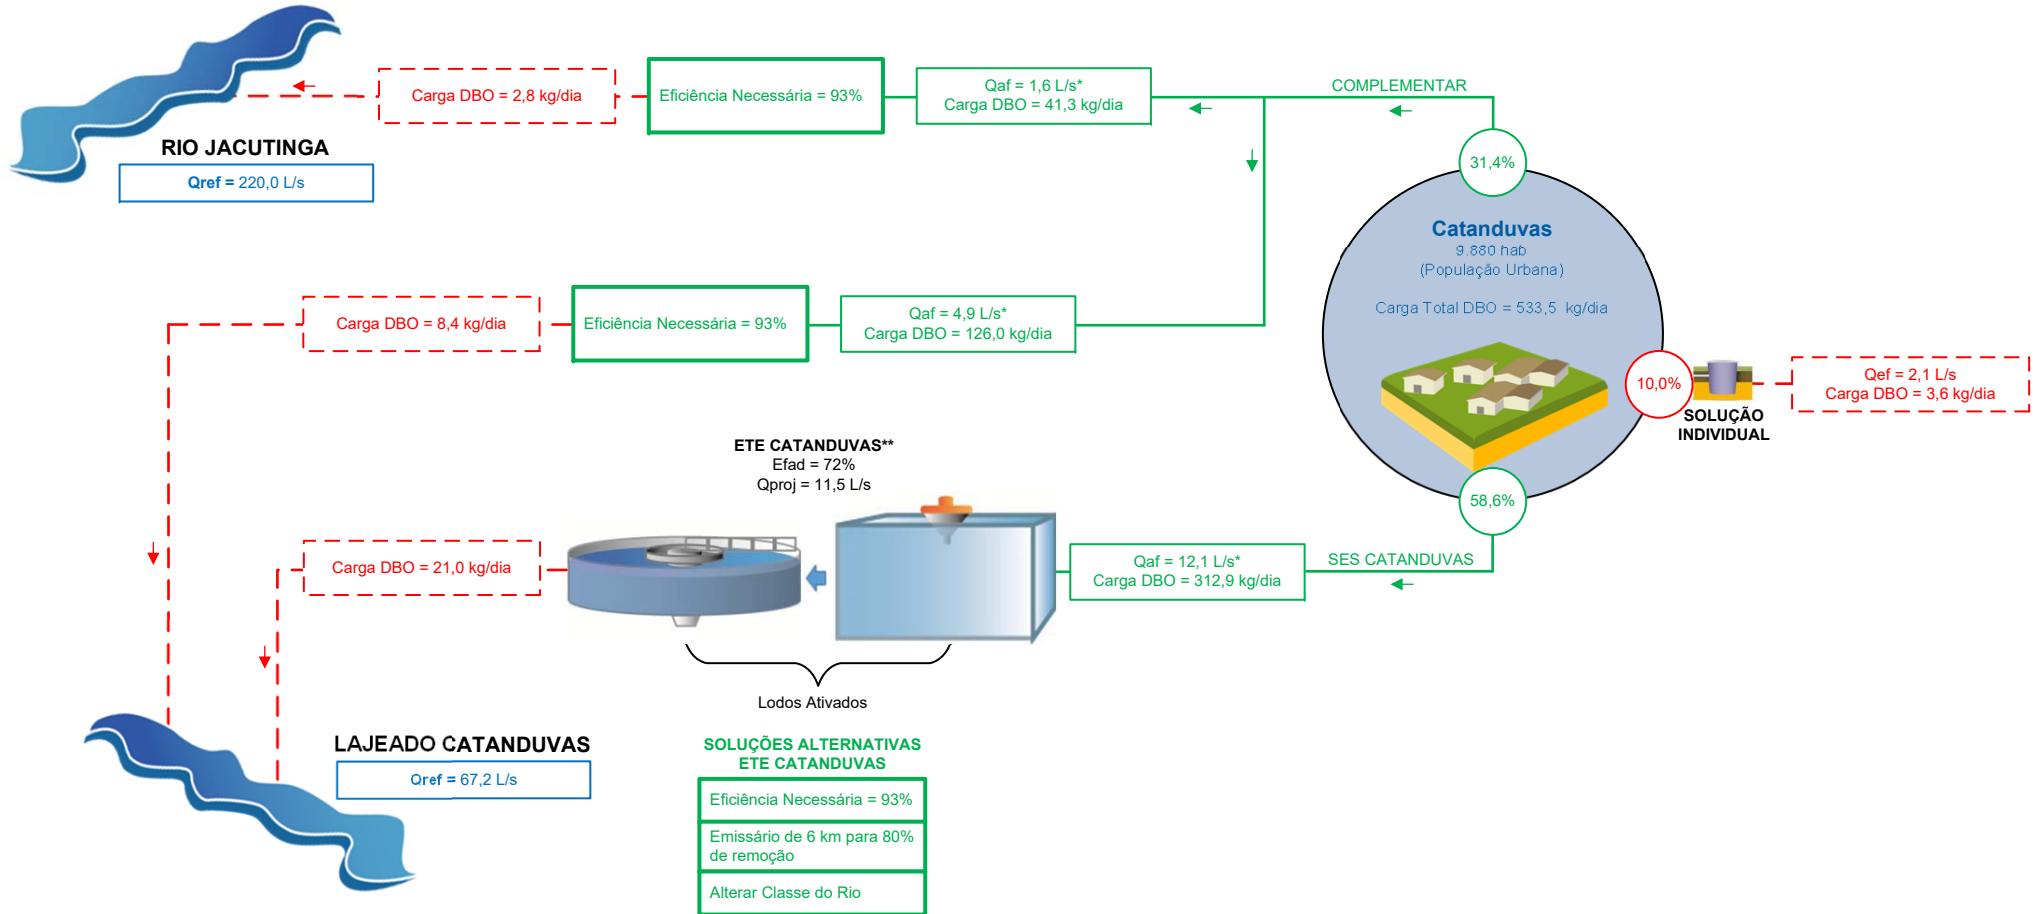 Carga DBO = 2,8 kg/dia
Eficiência Necessária = 93%
Qaf = 1,6 L/s*
Carga DBO = 41,3 kg/dia
COMPLEMENTAR
RIO JACUTINGA
Qref = 220,0 L/s
31,4%
Catanduvas
9.880 hab
(População Urbana)
Carga Total DBO = 533,5 kg/dia
Carga DBO = 8,4 kg/dia
Eficiência Necessária = 93%
Qaf = 4,9 L/s*
Carga DBO = 126,0 kg/dia
10,0%
SOLUÇÃO
INDIVIDUAL
Qef = 2,1 L/s
Carga DBO = 3,6 kg/dia
ETE CATANDUVAS**
Efad = 72%
Qproj = 11,5 L/s
58,6%
Carga DBO = 21,0 kg/dia
Qaf = 12,1 L/s*
Carga DBO = 312,9 kg/dia
SES CATANDUVAS
Lodos Ativados
LAJEADO CATANDUVAS
Qref = 67,2 L/s
SOLUÇÕES ALTERNATIVAS
ETE CATANDUVAS
Eficiência Necessária = 93%
Emissário de 6 km para 80%
de remoção
Alterar Classe do Rio